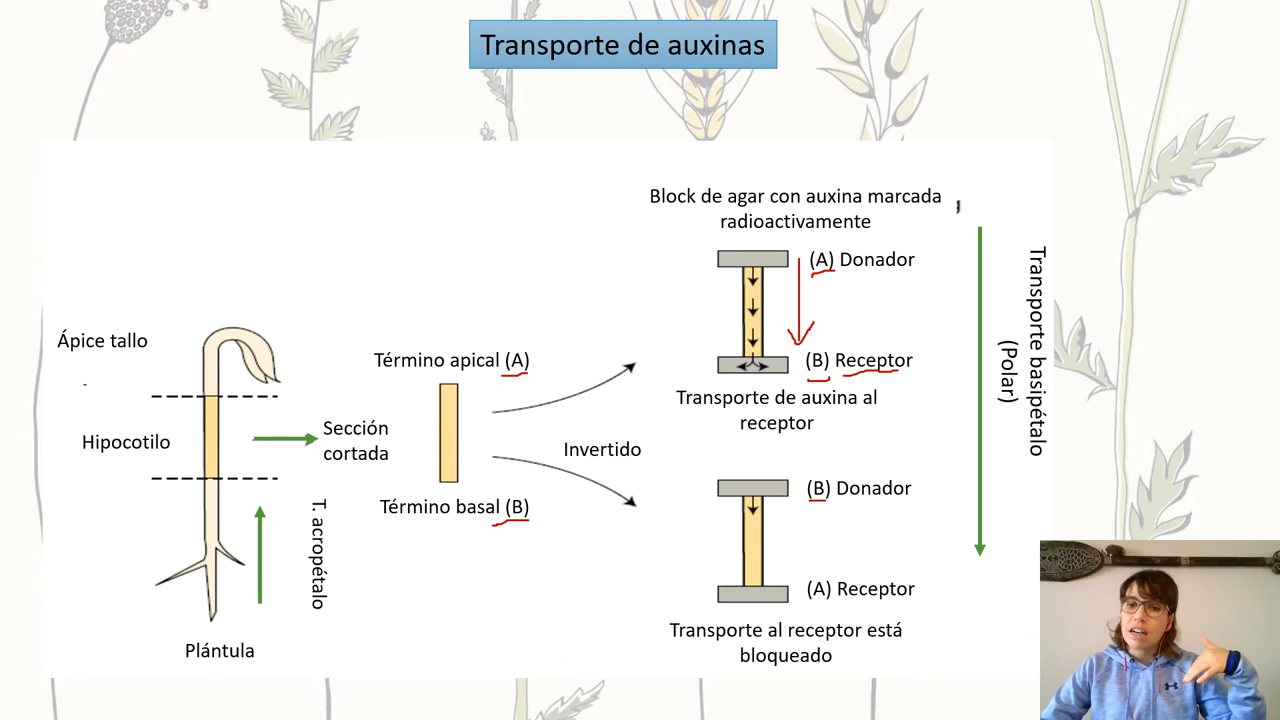 Transporte de auxinas
Block de agar con auxina marcada
radioactivamente
(A) Donador
(B) Receptor
Transporte de auxina al
receptor
Ápice tallo
Hipocotilo
Sección
cortada
T. acropétalo
Plántula
Término apical (A)
Término basal (B)
Invertido
(B) Donador
(A) Receptor
Transporte al receptor está
bloqueado
Transporte basipétalo
(Polar)